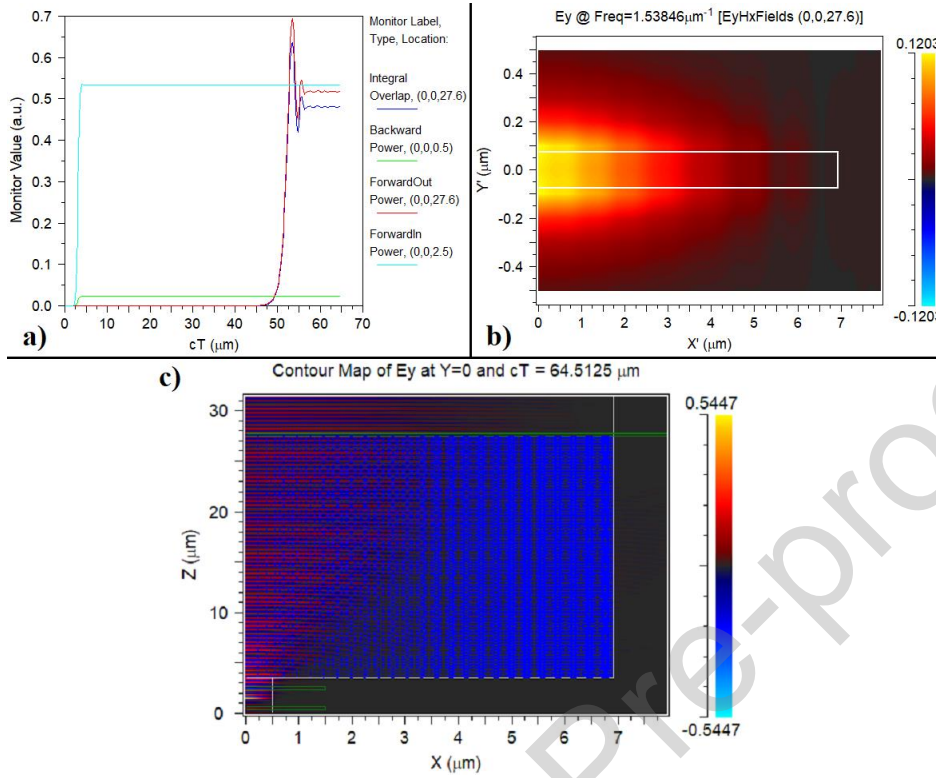 0.7
0.6
0.5
0.4
0.3
0.2
0.1
0.0
0 10 20 30 40 50 60 70
Monitor Value (a.u.)
cT (μm)
a)
Monitor Label,
Type, Location:
Integral
Overlap, (0,0,27.6)
Backward
Power, (0,0,0.5)
ForwardOut
Power, (0,0,27.6)
ForwardIn
Power, (0,0,2.5)
Ey @ Freq=1.53846μm⁻¹ [EyHxFields (0,0,27.6)]
0.4
0.2
0.0
-0.2
-0.4
Y' (μm)
0 1 2 3 4 5 6 7
X' (μm)
b)
0.1203
-0.1203
c)
Contour Map of Ey at Y=0 and cT = 64.5125 μm
30
20
10
0
Z (μm)
0 1 2 3 4 5 6 7
X (μm)
0.5447
-0.5447
Pre-proo